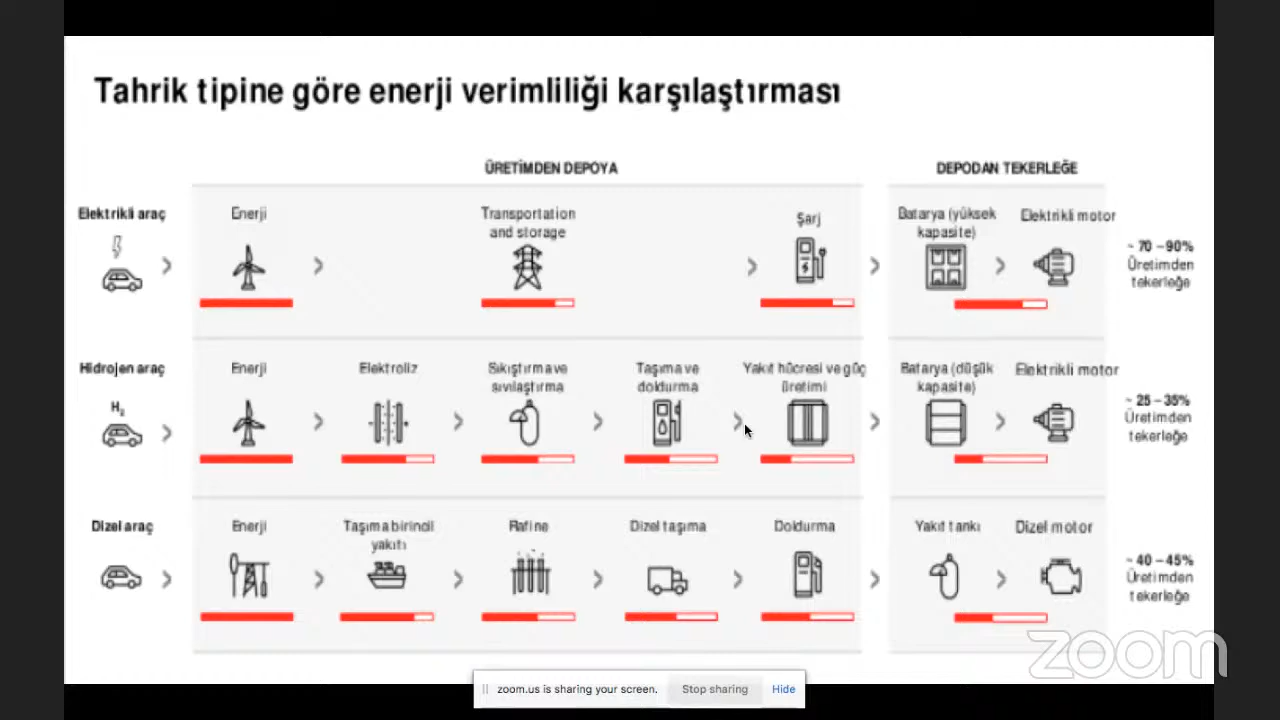 Tahrik tipine göre enerji verimliliği karşılaştırması
ÜRETİMDEN DEPOYA
DEPODAN TEKERLEĞE
Elektrikli araç
Enerji
Transportation
and storage
Şarj
Batarya (yüksek
kapasite)
Elektrikli motor
~ 70 – 90%
Üretimden
tekerleğe
Hidrojen araç
H2
Enerji
Elektroliz
Sıkıştırma ve
sıvılaştırma
Taşıma ve
doldurma
Yakıt hücresi ve güç
üretimi
Batarya (düşük
kapasite)
Elektrikli motor
~ 25 – 35%
Üretimden
tekerleğe
Dizel araç
Enerji
Taşıma birincil
yakıtı
Rafine
Dizel taşıma
Doldurma
Yakıt tankı
Dizel motor
~ 40 – 45%
Üretimden
tekerleğe
zoom
zoom.us is sharing your screen.
Stop sharing
Hide